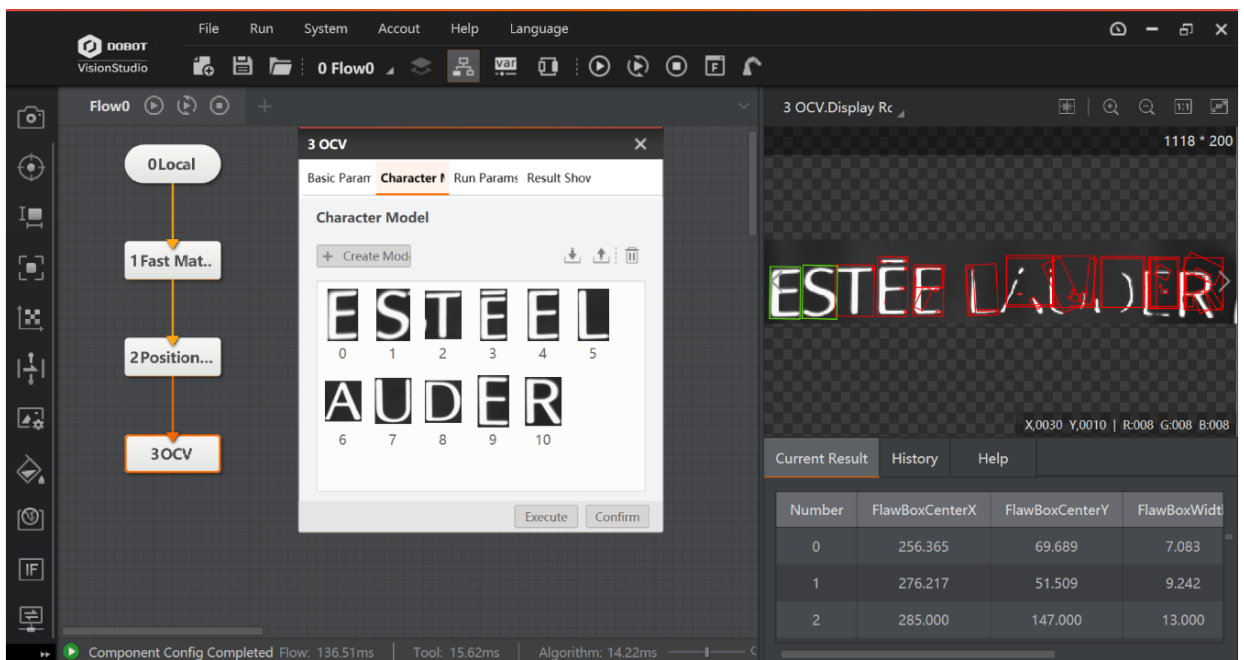 File Run System Accout Help Language
DOBOT
VisionStudio
0 Flow0
var
F
Flow0
0Local
1Fast Mat..
2Position...
3OCV
IF
3 OCV
Basic Param Character M Run Params Result Shov
Character Model
+ Create Mode
E S T Ē E L
0 1 2 3 4 5
A U D E R
6 7 8 9 10
Execute Confirm
3 OCV.Display Rc
1:1
1118 * 200
ESTĒE LAUDER
X,0030 Y,0010 | R:008 G:008 B:008
Current Result History Help
Number FlawBoxCenterX FlawBoxCenterY FlawBoxWidt
0 256.365 69.689 7.083
1 276.217 51.509 9.242
2 285.000 147.000 13.000
Component Config Completed Flow: 136.51ms | Tool: 15.62ms | Algorithm: 14.22ms